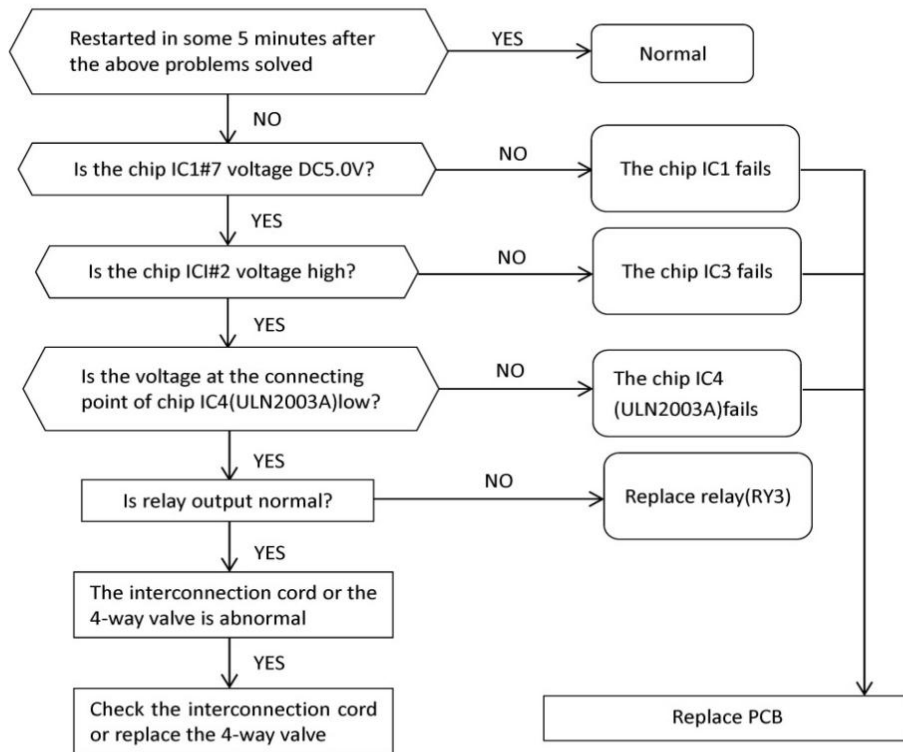 Restarted in some 5 minutes after
the above problems solved
YES
Normal
NO
Is the chip IC1#7 voltage DC5.0V?
NO
The chip IC1 fails
YES
Is the chip ICI#2 voltage high?
NO
The chip IC3 fails
YES
Is the voltage at the connecting
point of chip IC4(ULN2003A)low?
NO
The chip IC4
(ULN2003A)fails
YES
Is relay output normal?
NO
Replace relay(RY3)
YES
The interconnection cord or the
4-way valve is abnormal
YES
Check the interconnection cord
or replace the 4-way valve
Replace PCB